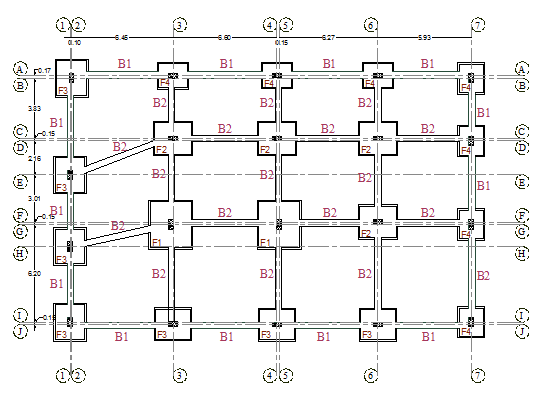 1 2 3 4 5 6 7
0.10 6.45 6.60 0.15 6.27 5.93
B1 B1 B1 B1
A 0.17 A
B F3 F4 F4 F4 F4 B
3.83 B1 B2 B2 B2 B1
C 0.15 B2 B2 B2 C
D B2 F2 F2 F2 F4 D
2.16
E F3 E
3.01 B1 B2 B2 B2 B1
F 0.15 B2 B2 B2 F
G B2 F2 F4 G
H F3 F1 F1 H
6.20 B1 B2 B2 B2 B2
I 0.15 I
J F3 F3 F3 F3 F4 J
B1 B1 B1 B1
1 2 3 4 5 6 7